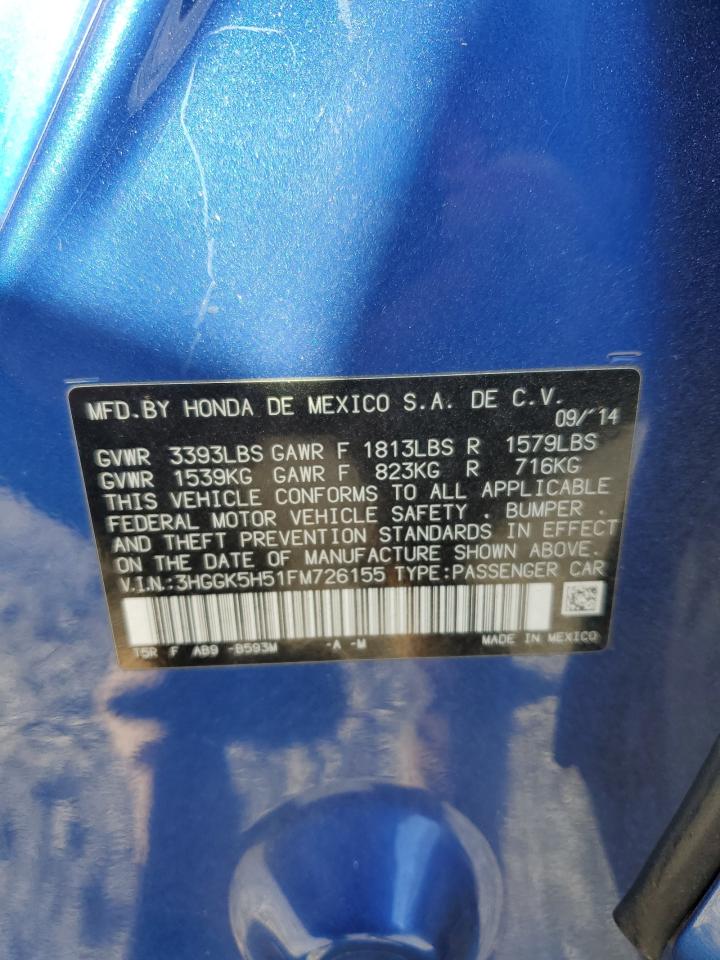 MFD.BY HONDA DE MEXICO S.A. DE C.V.
09/14
GVWR 3393LBS GAWR F 1813LBS R 1579LBS
GVWR 1539KG GAWR F 823KG R 716KG
THIS VEHICLE CONFORMS TO ALL APPLICABLE
FEDERAL MOTOR VEHICLE SAFETY . BUMPER .
AND THEFT PREVENTION STANDARDS IN EFFECT
ON THE DATE OF MANUFACTURE SHOWN ABOVE.
V.I.N.:3HGGK5H51FM726155 TYPE:PASSENGER CAR
T5R F AB9 -B593M -A -M MADE IN MEXICO